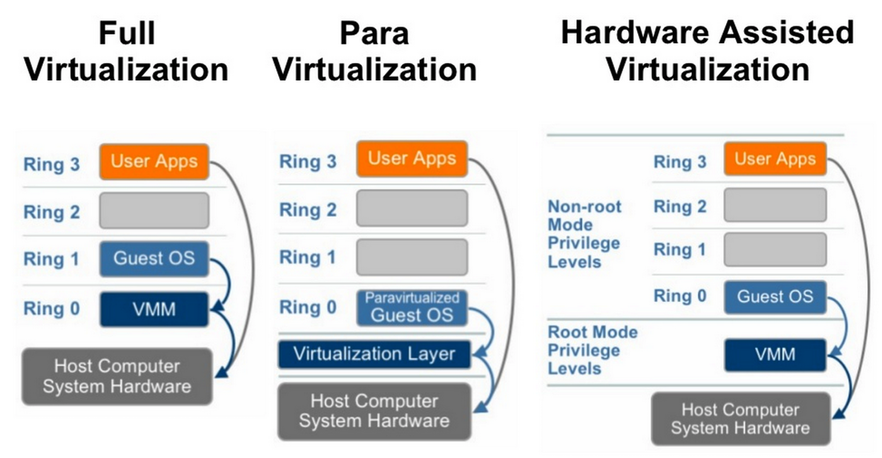 Full
Virtualization
Para
Virtualization
Hardware Assisted
Virtualization
Ring 3
User Apps
Ring 2
Ring 1
Guest OS
Ring 0
VMM
Host Computer
System Hardware
Ring 3
User Apps
Ring 2
Ring 1
Ring 0
Paravirtualized
Guest OS
Virtualization Layer
Host Computer
System Hardware
Non-root
Mode
Privilege
Levels
Ring 3
User Apps
Ring 2
Ring 1
Ring 0
Guest OS
Root Mode
Privilege
Levels
VMM
Host Computer
System Hardware